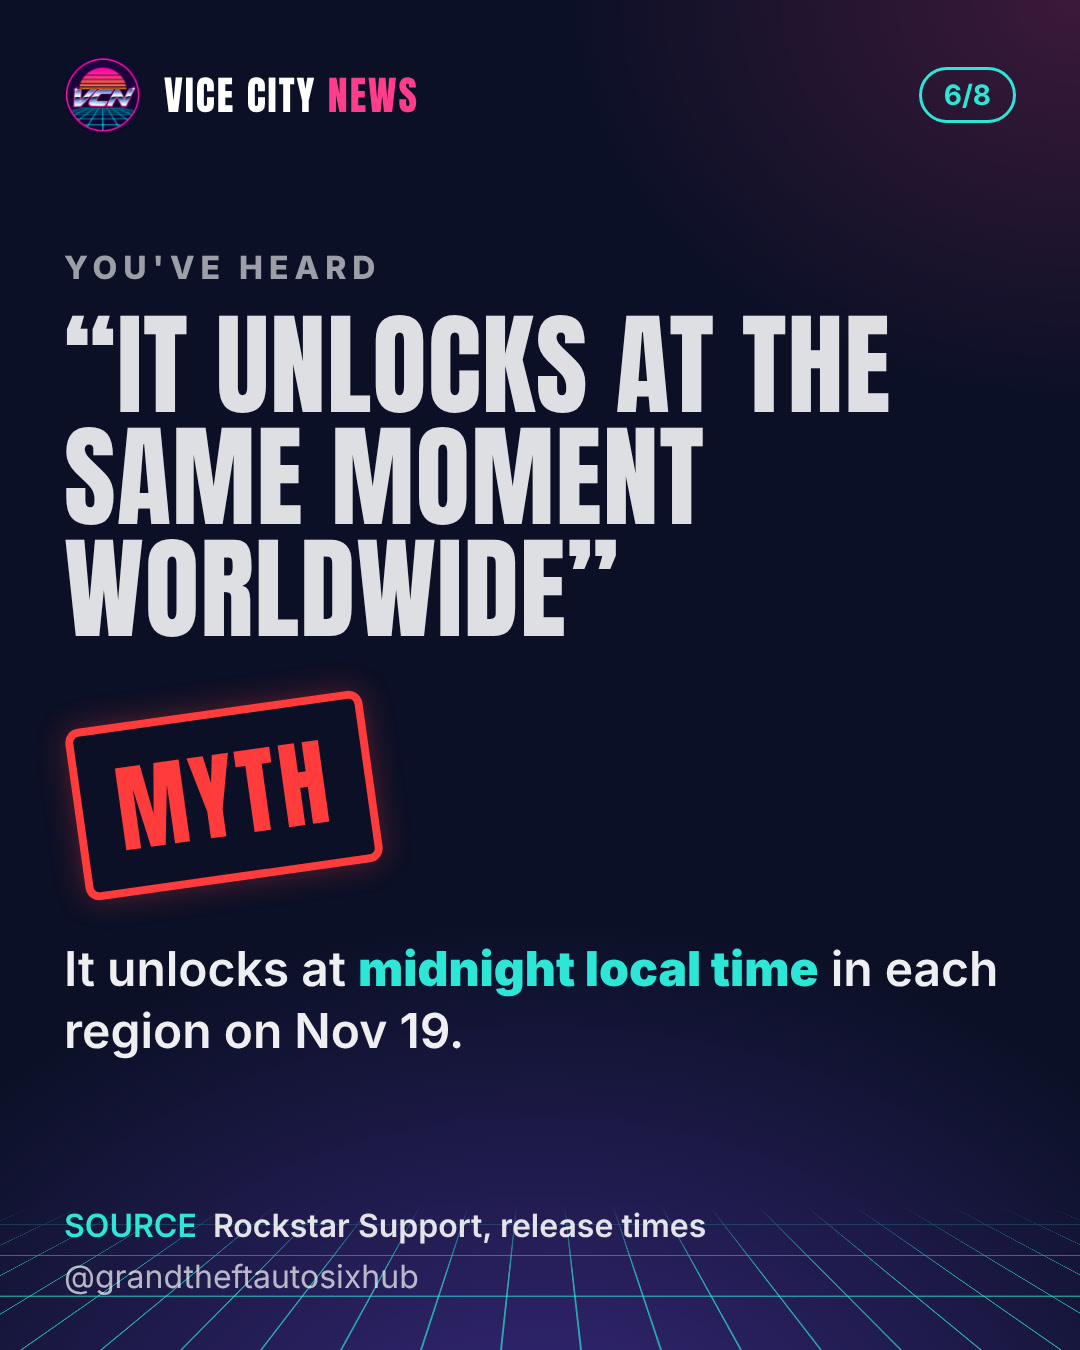 VCN
VICE CITY NEWS
6/8
YOU'VE HEARD
“IT UNLOCKS AT THE
SAME MOMENT
WORLDWIDE”
MYTH
It unlocks at midnight local time in each
region on Nov 19.
SOURCE Rockstar Support, release times
@grandtheftautosixhub